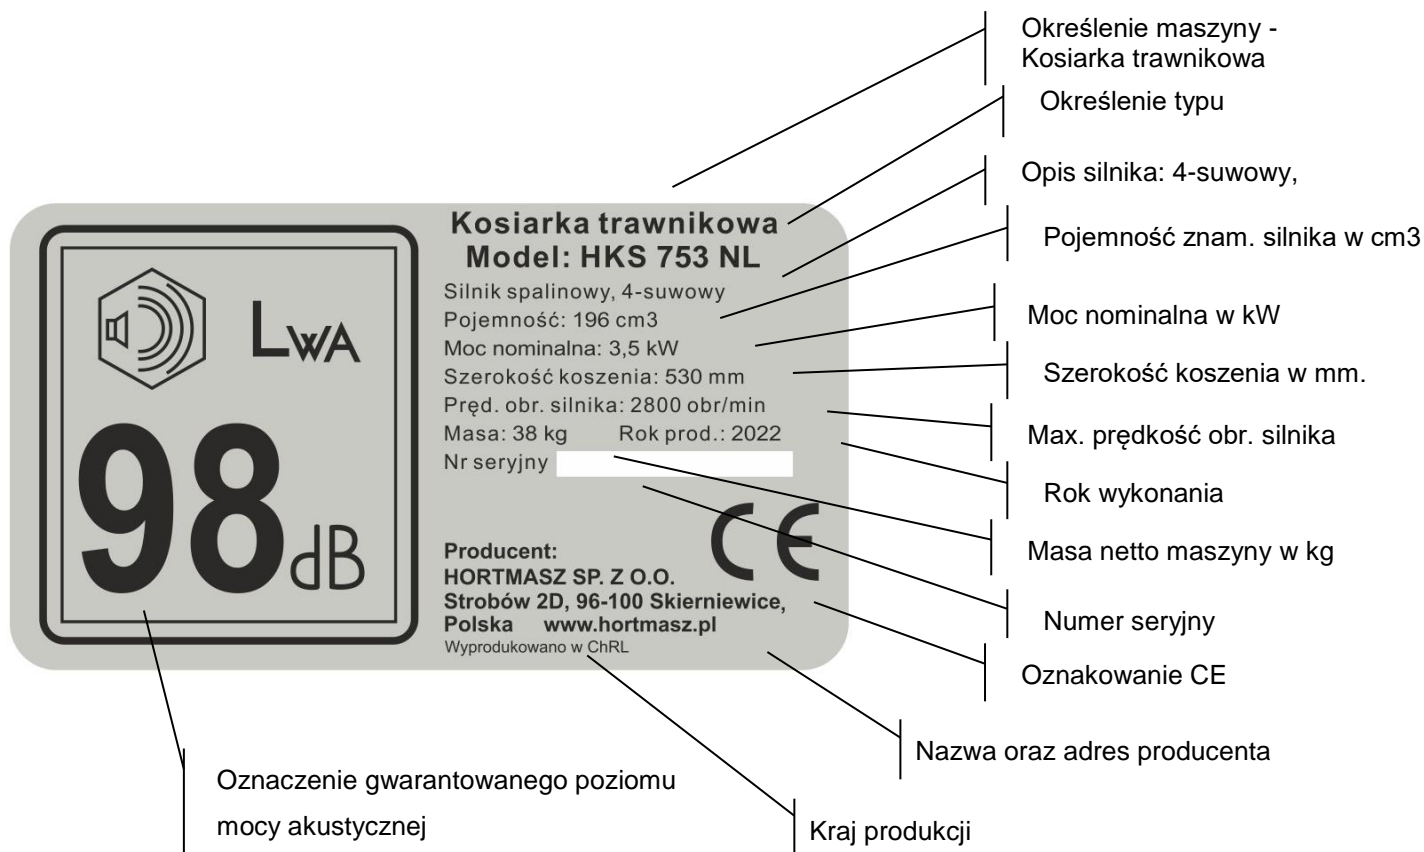 Określenie maszyny -
Kosiarka trawnikowa
Określenie typu
Opis silnika: 4-suwowy,
Pojemność znam. silnika w cm3
Moc nominalna w kW
Szerokość koszenia w mm.
Max. prędkość obr. silnika
Rok wykonania
Masa netto maszyny w kg
Numer seryjny
Oznakowanie CE
Nazwa oraz adres producenta
Kraj produkcji
Oznaczenie gwarantowanego poziomu
mocy akustycznej
LWA
98 dB
Kosiarka trawnikowa
Model: HKS 753 NL
Silnik spalinowy, 4-suwowy
Pojemność: 196 cm3
Moc nominalna: 3,5 kW
Szerokość koszenia: 530 mm
Pręd. obr. silnika: 2800 obr/min
Masa: 38 kg Rok prod.: 2022
Nr seryjny
CE
Producent:
HORTMASZ SP. Z O.O.
Strobów 2D, 96-100 Skierniewice,
Polska www.hortmasz.pl
Wyprodukowano w ChRL